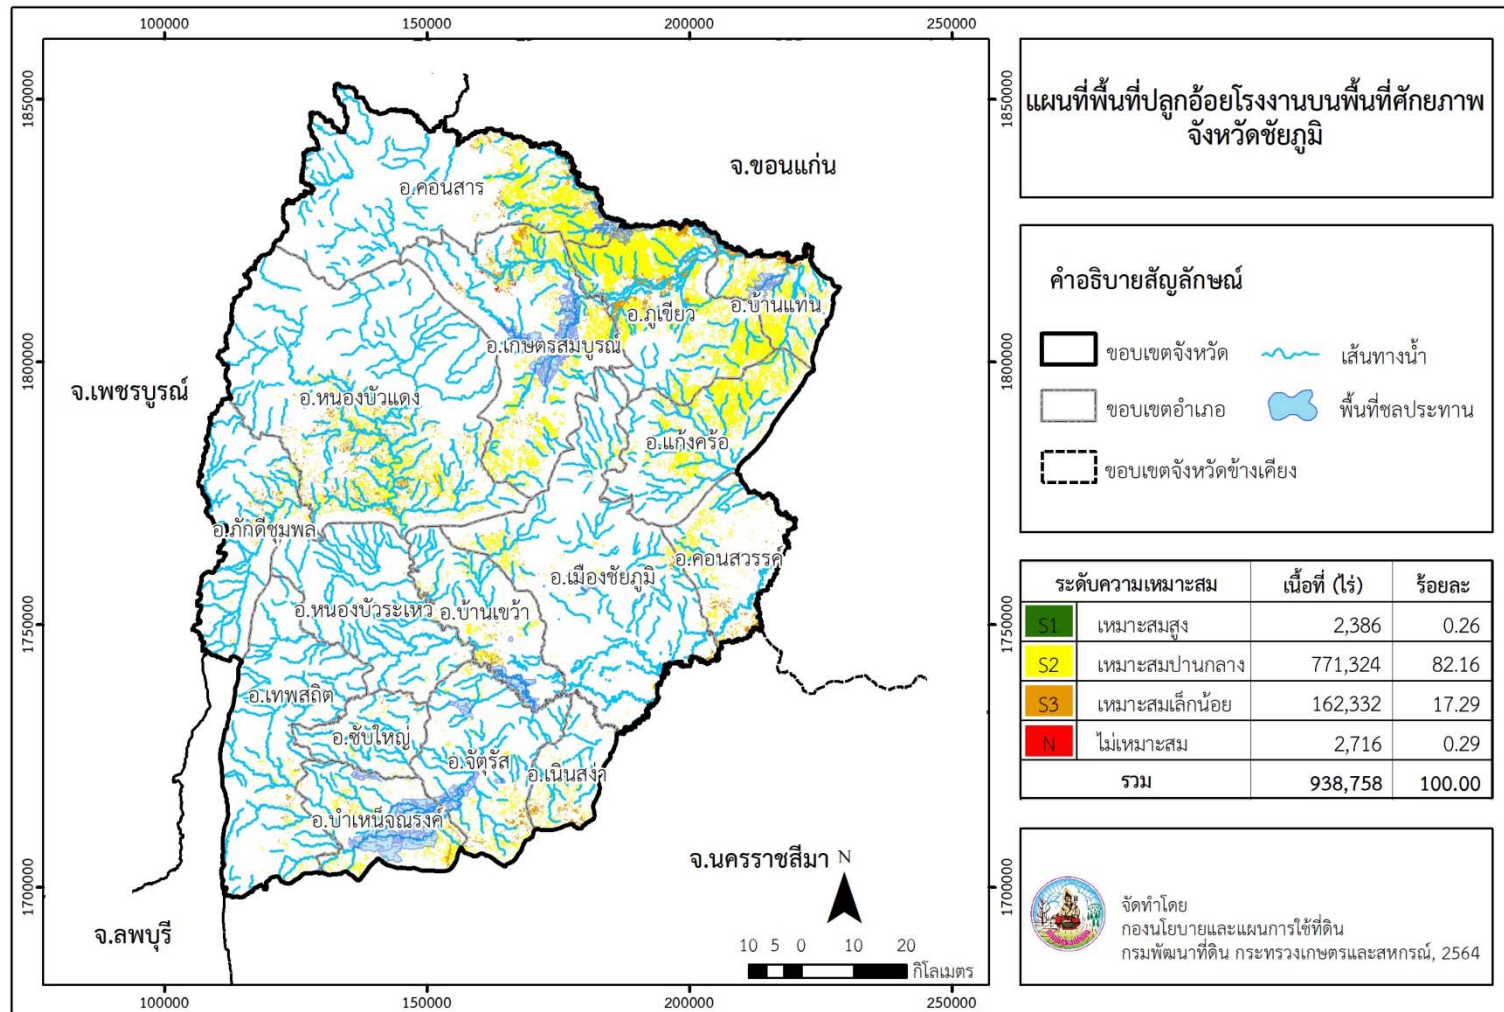 100000 150000 200000 250000
1850000
1800000
1750000
1700000
1850000
1800000
1750000
1700000
จ.ขอนแก่น
จ.เพชรบูรณ์
จ.ลพบุรี
จ.นครราชสีมา
อ.คอนสาร
อ.ภูเขียว
อ.บ้านแท่น
อ.เกษตรสมบูรณ์
อ.หนองบัวแดง
อ.แก้งคร้อ
อ.ภักดีชุมพล
อ.คอนสวรรค์
อ.เมืองชัยภูมิ
อ.หนองบัวระเหว
อ.บ้านเขว้า
อ.เทพสถิต
อ.ซับใหญ่
อ.จัตุรัส
อ.เนินสง่า
อ.บำเหน็จณรงค์
N
10 5 0 10 20
กิโลเมตร
100000 150000 200000 250000
แผนที่พื้นที่ปลูกอ้อยโรงงานบนพื้นที่ศักยภาพ
จังหวัดชัยภูมิ
คำอธิบายสัญลักษณ์
ขอบเขตจังหวัด เส้นทางน้ำ
ขอบเขตอำเภอ พื้นที่ชลประทาน
ขอบเขตจังหวัดข้างเคียง
ระดับความเหมาะสม เนื้อที่ (ไร่) ร้อยละ
S1 เหมาะสมสูง 2,386 0.26
S2 เหมาะสมปานกลาง 771,324 82.16
S3 เหมาะสมเล็กน้อย 162,332 17.29
N ไม่เหมาะสม 2,716 0.29
รวม 938,758 100.00
จัดทำโดย
กองนโยบายและแผนการใช้ที่ดิน
กรมพัฒนาที่ดิน กระทรวงเกษตรและสหกรณ์, 2564